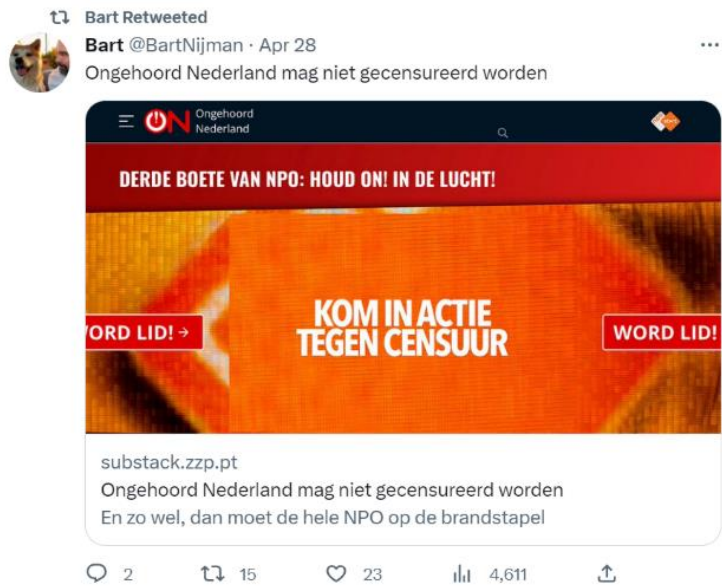 Bart Retweeted
Bart @BartNijman · Apr 28
Ongehoord Nederland mag niet gecensureerd worden
ON Ongehoord
Nederland
DERDE BOETE VAN NPO: HOUD ON! IN DE LUCHT!
KOM IN ACTIE
TEGEN CENSUUR
ORD LID! →
WORD LID!
substack.zzp.pt
Ongehoord Nederland mag niet gecensureerd worden
En zo wel, dan moet de hele NPO op de brandstapel
2 15 23 4,611